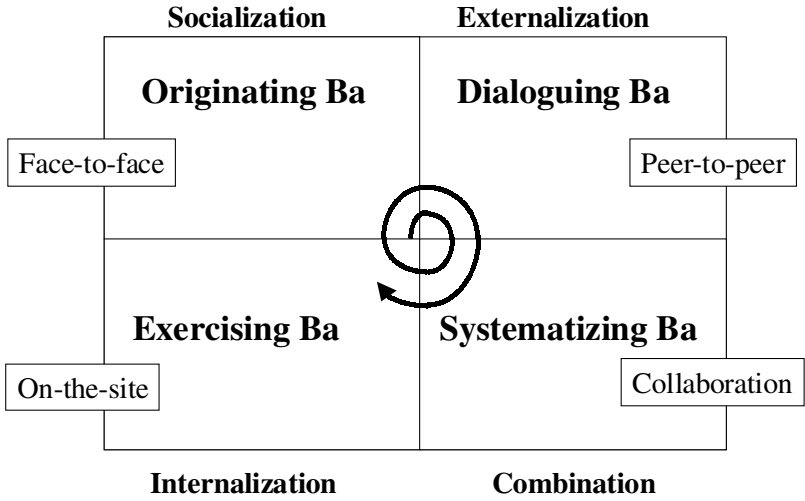 Socialization
Externalization
Originating Ba
Dialoguing Ba
Face-to-face
Peer-to-peer
Exercising Ba
Systematizing Ba
On-the-site
Collaboration
Internalization
Combination